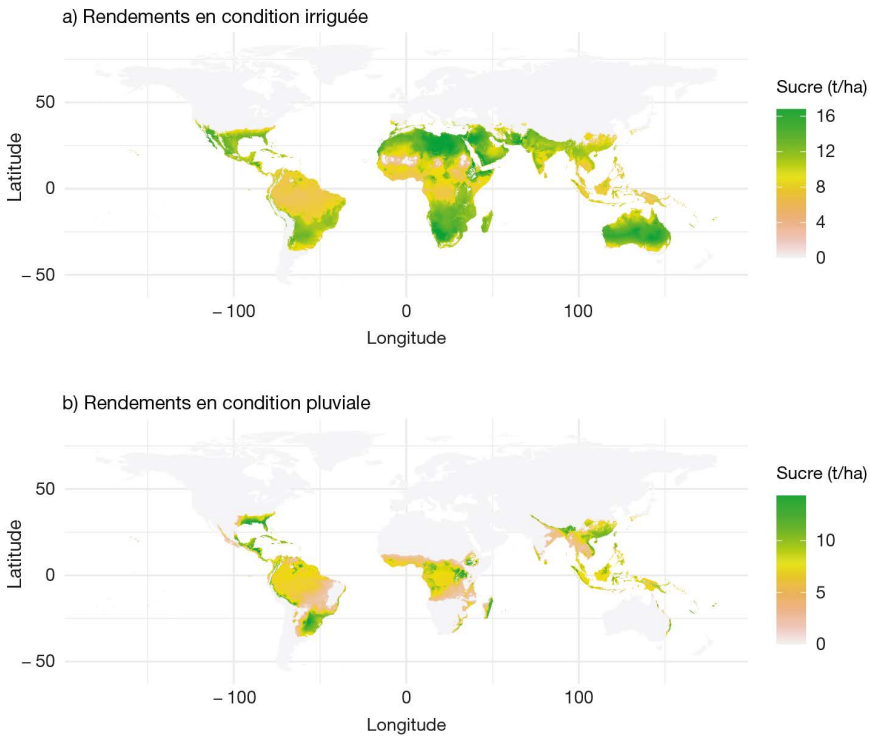 a) Rendements en condition irriguée
Sucre (t/ha)
16
12
8
4
0
50
0
– 50
Latitude
– 100
0
100
Longitude
b) Rendements en condition pluviale
Sucre (t/ha)
10
5
0
50
0
– 50
Latitude
– 100
0
100
Longitude